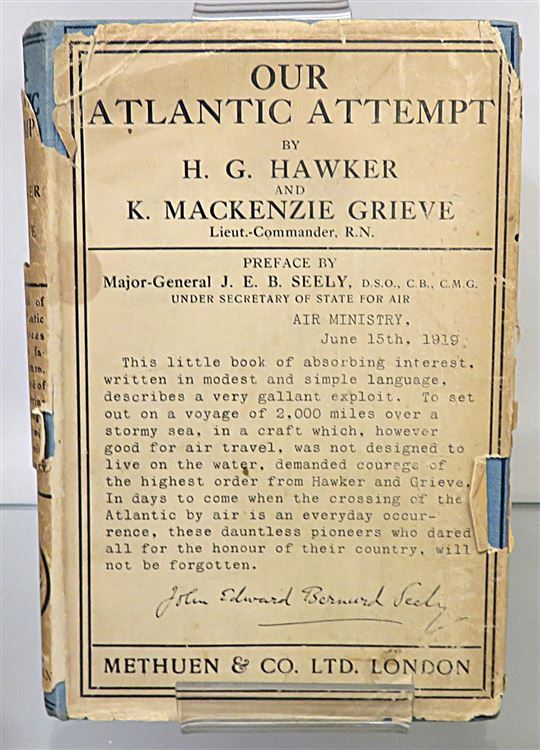 OUR
ATLANTIC ATTEMPT
BY
H. G. HAWKER
AND
K. MACKENZIE GRIEVE
Lieut.-Commander, R.N.
PREFACE BY
Major-General J. E. B. SEELY, D.S.O., C.B., C.M.G.
UNDER SECRETARY OF STATE FOR AIR
AIR MINISTRY,
June 15th, 1919.
This little book of absorbing interest,
written in modest and simple language,
describes a very gallant exploit. To set
out on a voyage of 2,000 miles over a
stormy sea, in a craft which, however
good for air travel, was not designed to
live on the water, demanded courage of
the highest order from Hawker and Grieve.
In days to come when the crossing of the
Atlantic by air is an everyday occur-
rence, these dauntless pioneers who dared
all for the honour of their country, will
not be forgotten.
John Edward Bernard Seely
METHUEN & CO. LTD. LONDON